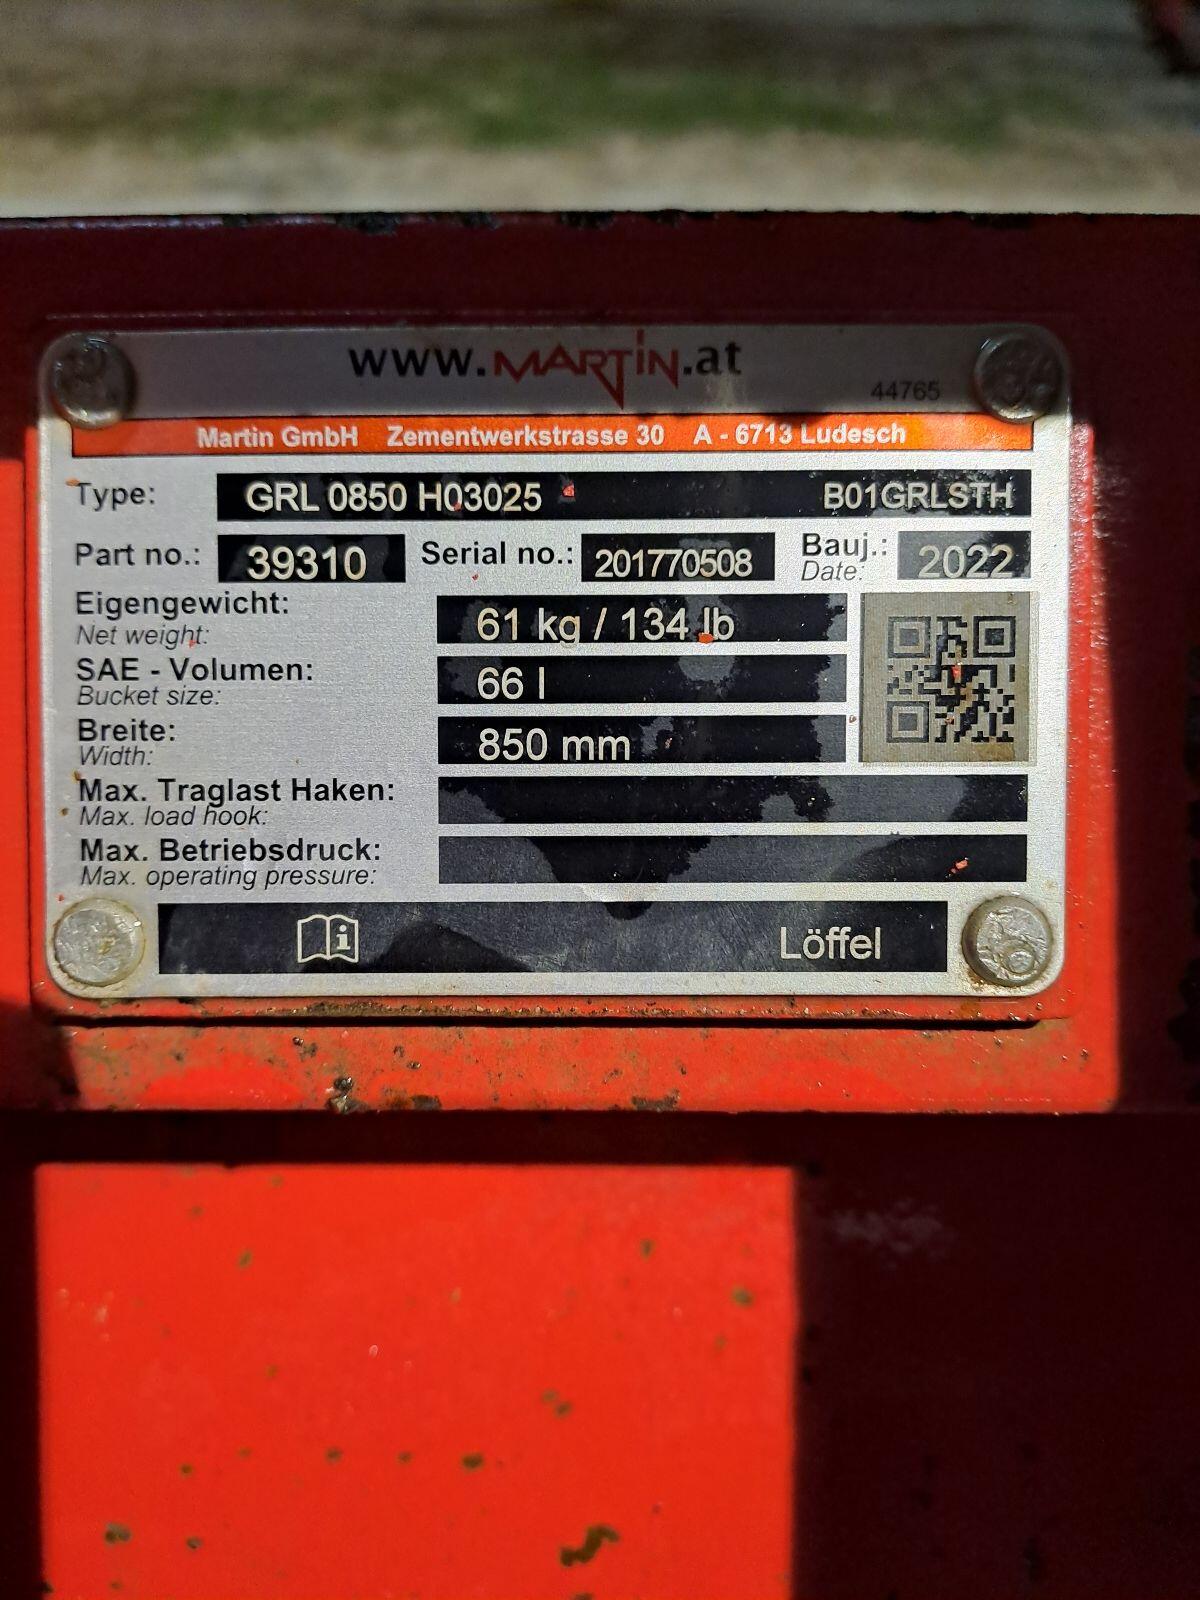 www.MARTiN.at
44765
Martin GmbH Zementwerkstrasse 30 A - 6713 Ludesch
Type: GRL 0850 H03025 B01GRLSTH
Part no.: 39310 Serial no.: 201770508 Bauj.: 2022
Date:
Eigengewicht: 61 kg / 134 lb
Net weight:
SAE - Volumen: 66 l
Bucket size:
Breite: 850 mm
Width:
Max. Traglast Haken:
Max. load hook:
Max. Betriebsdruck:
Max. operating pressure:
i Löffel